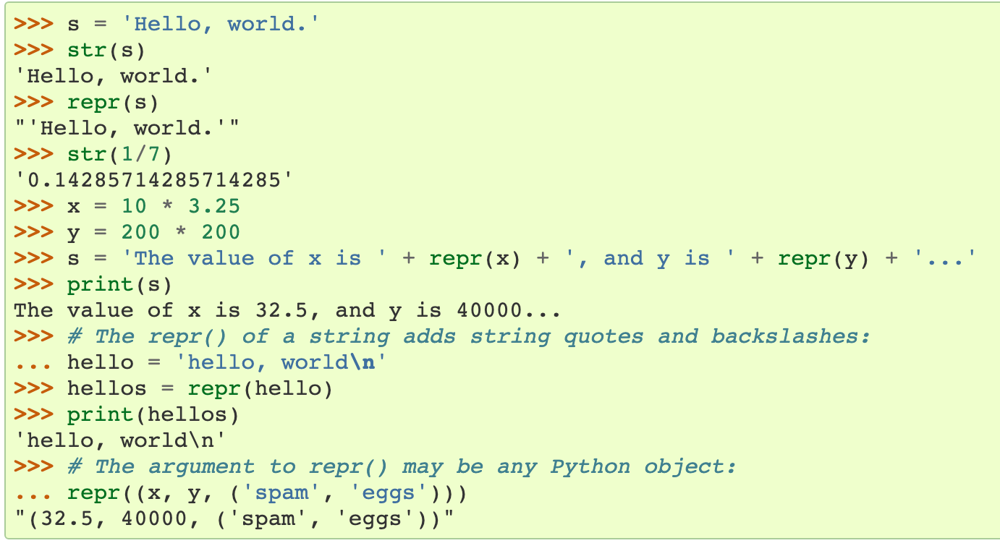 >>> s = 'Hello, world.'
>>> str(s)
'Hello, world.'
>>> repr(s)
"'Hello, world.'"
>>> str(1/7)
'0.14285714285714285'
>>> x = 10 * 3.25
>>> y = 200 * 200
>>> s = 'The value of x is ' + repr(x) + ', and y is ' + repr(y) + '...'
>>> print(s)
The value of x is 32.5, and y is 40000...
>>> # The repr() of a string adds string quotes and backslashes:
... hello = 'hello, world\n'
>>> hellos = repr(hello)
>>> print(hellos)
'hello, world\n'
>>> # The argument to repr() may be any Python object:
... repr((x, y, ('spam', 'eggs')))
"(32.5, 40000, ('spam', 'eggs'))"